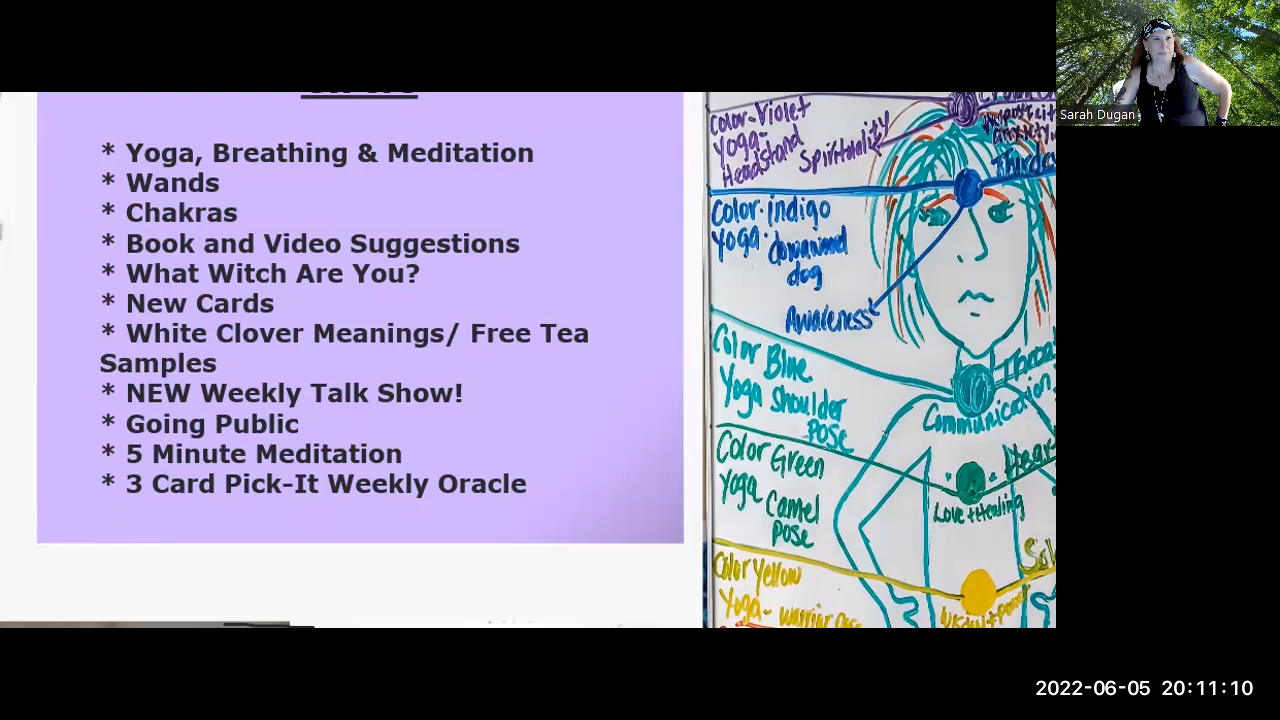 * Yoga, Breathing & Meditation
* Wands
* Chakras
* Book and Video Suggestions
* What Witch Are You?
* New Cards
* White Clover Meanings/ Free Tea
Samples
* NEW Weekly Talk Show!
* Going Public
* 5 Minute Meditation
* 3 Card Pick-It Weekly Oracle
Color-Violet
Yoga-
Headstand
Spirituality
Color-indigo
Yoga-downward
dog
Awareness
Color Blue
Yoga shoulder
pose
Communication
Color Green
Yoga Camel
pose
Love + Healing
Color Yellow
Yoga- warrior pose
Sarah Dugan
2022-06-05 20:11:10